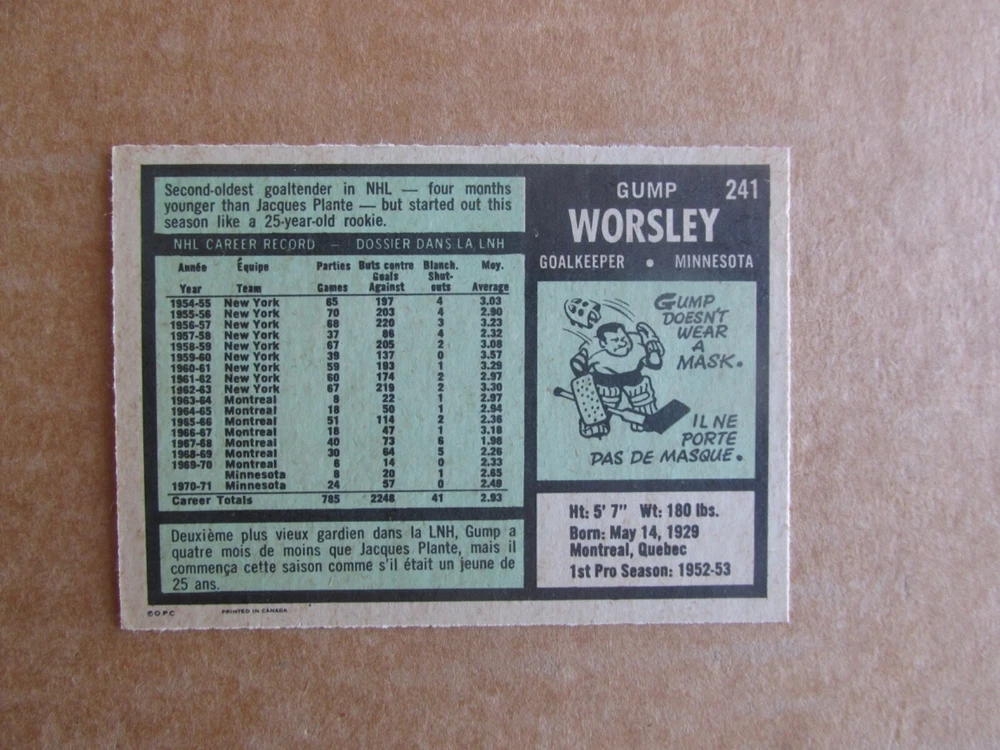 Second-oldest goaltender in NHL — four months
younger than Jacques Plante — but started out this
season like a 25-year-old rookie.
NHL CAREER RECORD — DOSSIER DANS LA LNH
Année Équipe Parties Buts contre Blanch. Moy.
Goals Shut-
Year Team Games Against outs Average
1954-55 New York 65 197 4 3.03
1955-56 New York 70 203 4 2.90
1956-57 New York 68 220 3 3.23
1957-58 New York 37 86 4 2.32
1958-59 New York 67 205 2 3.08
1959-60 New York 39 137 0 3.57
1960-61 New York 59 193 1 3.29
1961-62 New York 60 174 2 2.97
1962-63 New York 67 219 2 3.30
1963-64 Montreal 8 22 1 2.97
1964-65 Montreal 18 50 1 2.94
1965-66 Montreal 51 114 2 2.36
1966-67 Montreal 18 47 1 3.18
1967-68 Montreal 40 73 6 1.98
1968-69 Montreal 30 64 5 2.26
1969-70 Montreal 6 14 0 2.33
Minnesota 8 20 1 2.65
1970-71 Minnesota 24 57 0 2.49
Career Totals 785 2248 41 2.93
Deuxième plus vieux gardien dans la LNH, Gump a
quatre mois de moins que Jacques Plante, mais il
commença cette saison comme s'il était un jeune de
25 ans.
©O.P.C. PRINTED IN CANADA
GUMP 241
WORSLEY
GOALKEEPER • MINNESOTA
GUMP
DOESN'T
WEAR
A
MASK.
IL NE
PORTE
PAS DE MASQUE.
Ht: 5' 7" Wt: 180 lbs.
Born: May 14, 1929
Montreal, Quebec
1st Pro Season: 1952-53